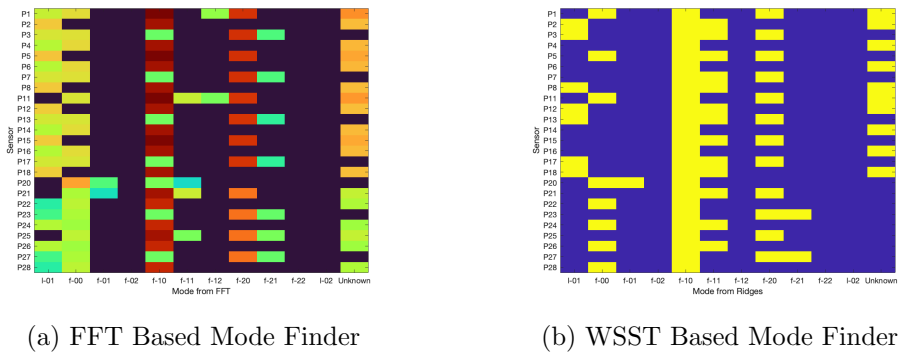 P1
P2
P3
P4
P5
P6
P7
P8
P11
P12
P13
P14
P15
P16
P17
P18
P20
P21
P22
P23
P24
P25
P26
P27
P28
Sensor
l-01 f-00 f-01 f-02 f-10 f-11 f-12 f-20 f-21 f-22 l-02 Unknown
Mode from FFT
(a) FFT Based Mode Finder
P1
P2
P3
P4
P5
P6
P7
P8
P11
P12
P13
P14
P15
P16
P17
P18
P20
P21
P22
P23
P24
P25
P26
P27
P28
Sensor
l-01 f-00 f-01 f-02 f-10 f-11 f-12 f-20 f-21 f-22 l-02 Unknown
Mode from Ridges
(b) WSST Based Mode Finder